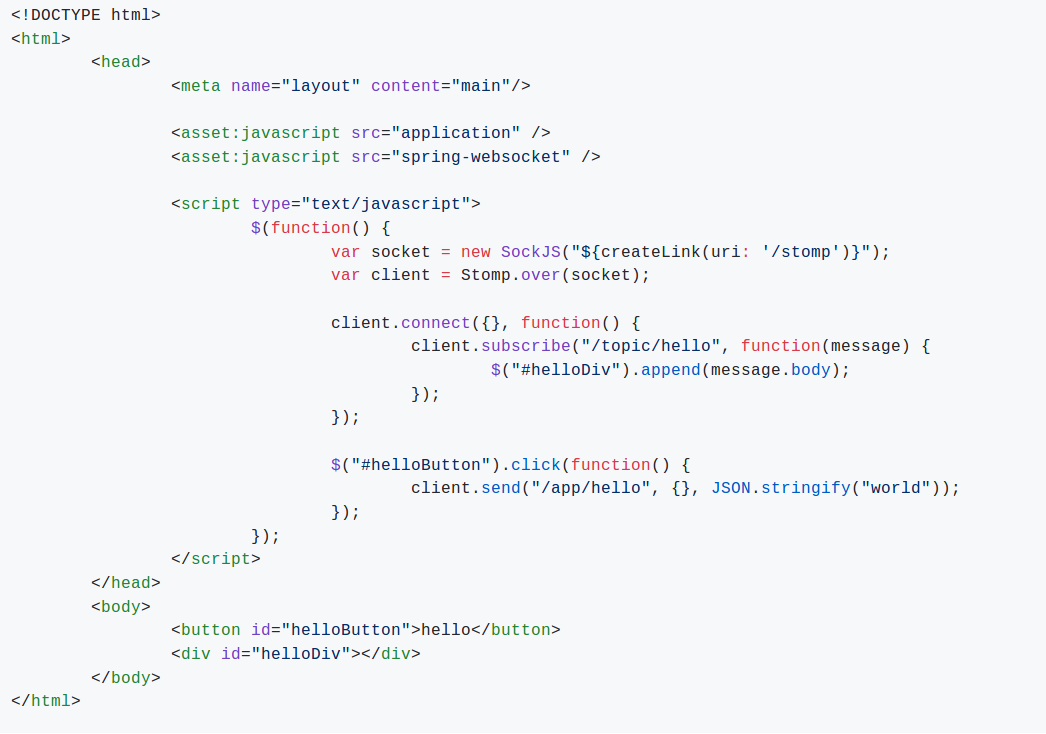 <!DOCTYPE html>
<html>
	<head>
		<meta name="layout" content="main"/>

		<asset:javascript src="application" />
		<asset:javascript src="spring-websocket" />

		<script type="text/javascript">
			$(function() {
				var socket = new SockJS("${createLink(uri: '/stomp')}");
				var client = Stomp.over(socket);

				client.connect({}, function() {
					client.subscribe("/topic/hello", function(message) {
						$("#helloDiv").append(message.body);
					});
				});

				$("#helloButton").click(function() {
					client.send("/app/hello", {}, JSON.stringify("world"));
				});
			});
		</script>
	</head>
	<body>
		<button id="helloButton">hello</button>
		<div id="helloDiv"></div>
	</body>
</html>